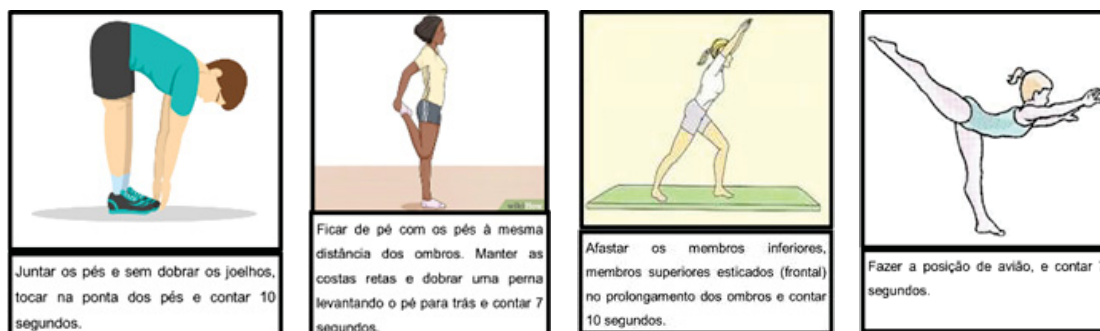 Juntar os pés e sem dobrar os joelhos,
tocar na ponta dos pés e contar 10
segundos.
Ficar de pé com os pés à mesma
distância dos ombros. Manter as
costas retas e dobrar uma perna
levantando o pé para trás e contar 7
segundos.
Afastar os membros inferiores,
membros superiores esticados (frontal)
no prolongamento dos ombros e contar
10 segundos.
Fazer a posição de avião, e contar
segundos.